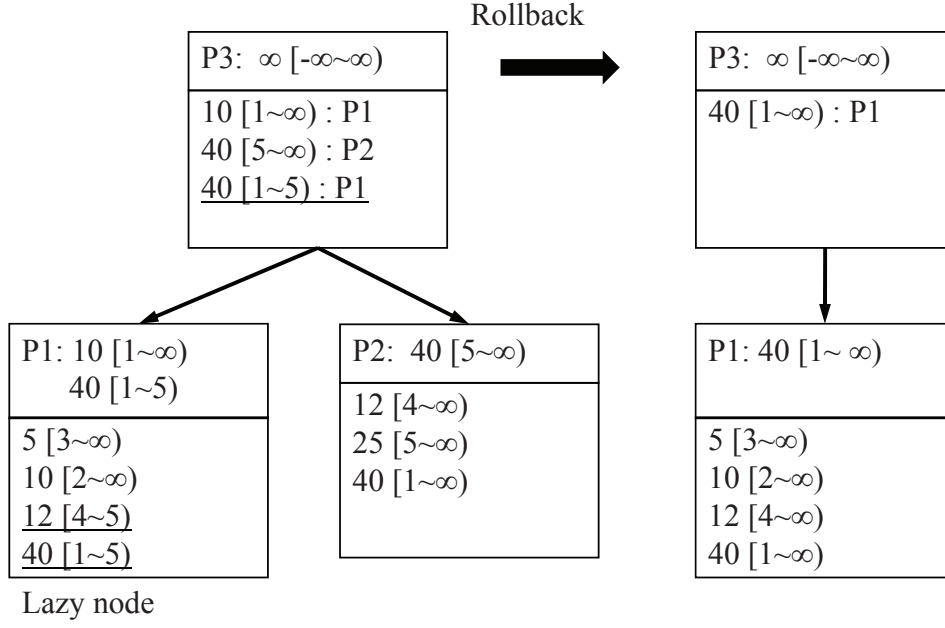 Rollback
P3: ∞ [-∞~∞)
10 [1~∞) : P1
40 [5~∞) : P2
40 [1~5) : P1
P3: ∞ [-∞~∞)
40 [1~∞) : P1
P1: 10 [1~∞)
40 [1~5)
5 [3~∞)
10 [2~∞)
12 [4~5)
40 [1~5)
Lazy node
P2: 40 [5~∞)
12 [4~∞)
25 [5~∞)
40 [1~∞)
P1: 40 [1~ ∞)
5 [3~∞)
10 [2~∞)
12 [4~∞)
40 [1~∞)